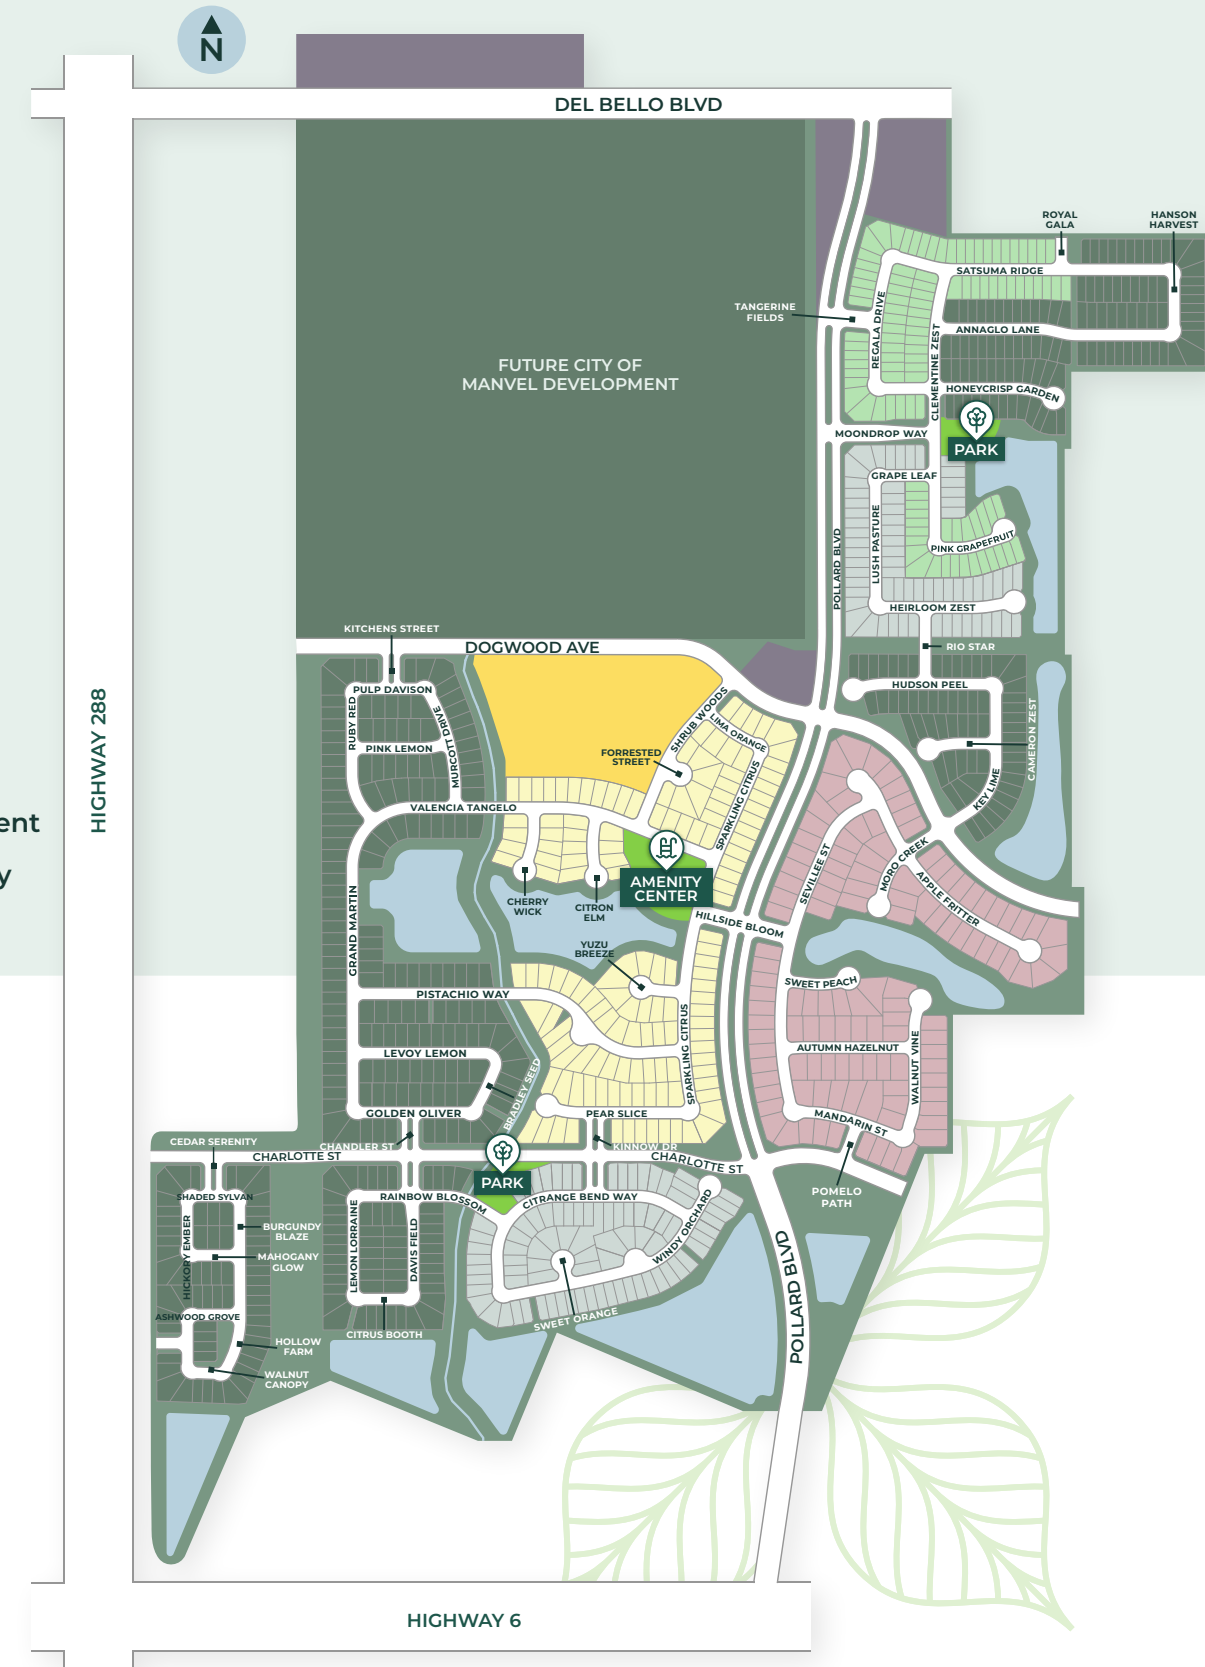 N
DEL BELLO BLVD
ROYAL
GALA
HANSON
HARVEST
SATSUMA RIDGE
TANGERINE
FIELDS
REGALA DRIVE
ANNAGLO LANE
CLEMENTINE ZEST
FUTURE CITY OF
MANVEL DEVELOPMENT
HONEYCRISP GARDEN
MOONDROP WAY
PARK
GRAPE LEAF
LUSH PASTURE
POLLARD BLVD
PINK GRAPEFRUIT
HEIRLOOM ZEST
KITCHENS STREET
DOGWOOD AVE
RIO STAR
PULP DAVISON
HUDSON PEEL
RUBY RED
MURCOTT DRIVE
PINK LEMON
SHRUB WOODS
LIMA ORANGE
FORRESTED
STREET
CAMERON ZEST
HIGHWAY 288
KEY LIME
SPARKLING CITRUS
VALENCIA TANGELO
ent
y
SEVILLEE ST
MORO CREEK
APPLE FRITTER
AMENITY
CENTER
CHERRY
WICK
CITRON
ELM
HILLSIDE BLOOM
GRAND MARTIN
YUZU
BREEZE
SWEET PEACH
PISTACHIO WAY
SPARKLING CITRUS
AUTUMN HAZELNUT
WALNUT VINE
LEVOY LEMON
BRADLEY SEED
GOLDEN OLIVER
PEAR SLICE
MANDARIN ST
CEDAR SERENITY
CHANDLER ST
KINNOW DR
CHARLOTTE ST
CHARLOTTE ST
PARK
POMELO
PATH
SHADED SYLVAN
RAINBOW BLOSSOM
CITRANGE BEND WAY
HICKORY EMBER
BURGUNDY
BLAZE
LEMON LORRAINE
DAVIS FIELD
WINDY ORCHARD
MAHOGANY
GLOW
POLLARD BLVD
ASHWOOD GROVE
SWEET ORANGE
CITRUS BOOTH
HOLLOW
FARM
WALNUT
CANOPY
HIGHWAY 6